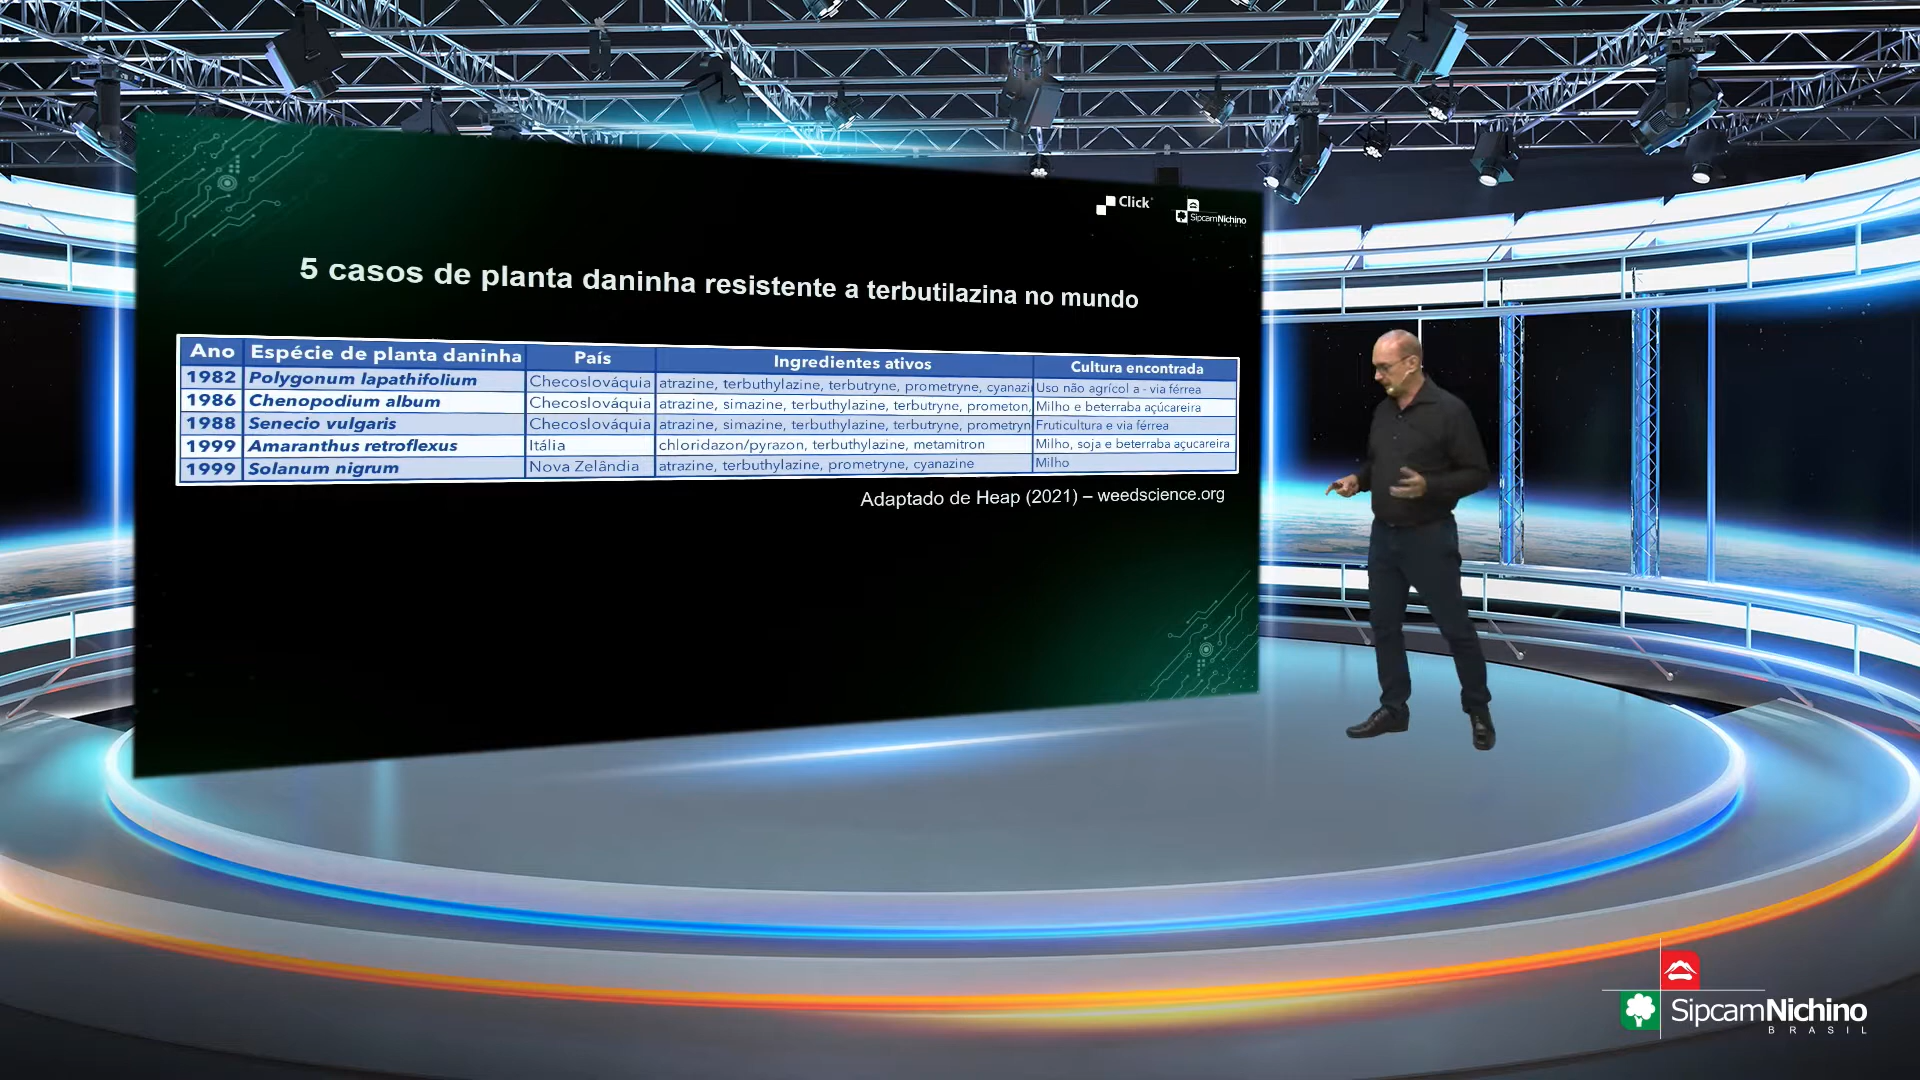 Click
SipcamNichino
5 casos de planta daninha resistente a terbutilazina no mundo
Ano Espécie de planta daninha País Ingredientes ativos Cultura encontrada
1982 Polygonum lapathifolium Checoslováquia atrazine, terbuthylazine, terbutryne, prometryne, cyanazi Uso não agrícol a - via férrea
1986 Chenopodium album Checoslováquia atrazine, simazine, terbuthylazine, terbutryne, prometon, Milho e beterraba açúcareira
1988 Senecio vulgaris Checoslováquia atrazine, simazine, terbuthylazine, terbutryne, prometryn Fruticultura e via férrea
1999 Amaranthus retroflexus Itália chloridazon/pyrazon, terbuthylazine, metamitron Milho, soja e beterraba açucareira
1999 Solanum nigrum Nova Zelândia atrazine, terbuthylazine, prometryne, cyanazine Milho
Adaptado de Heap (2021) – weedscience.org
SipcamNichino
BRASIL